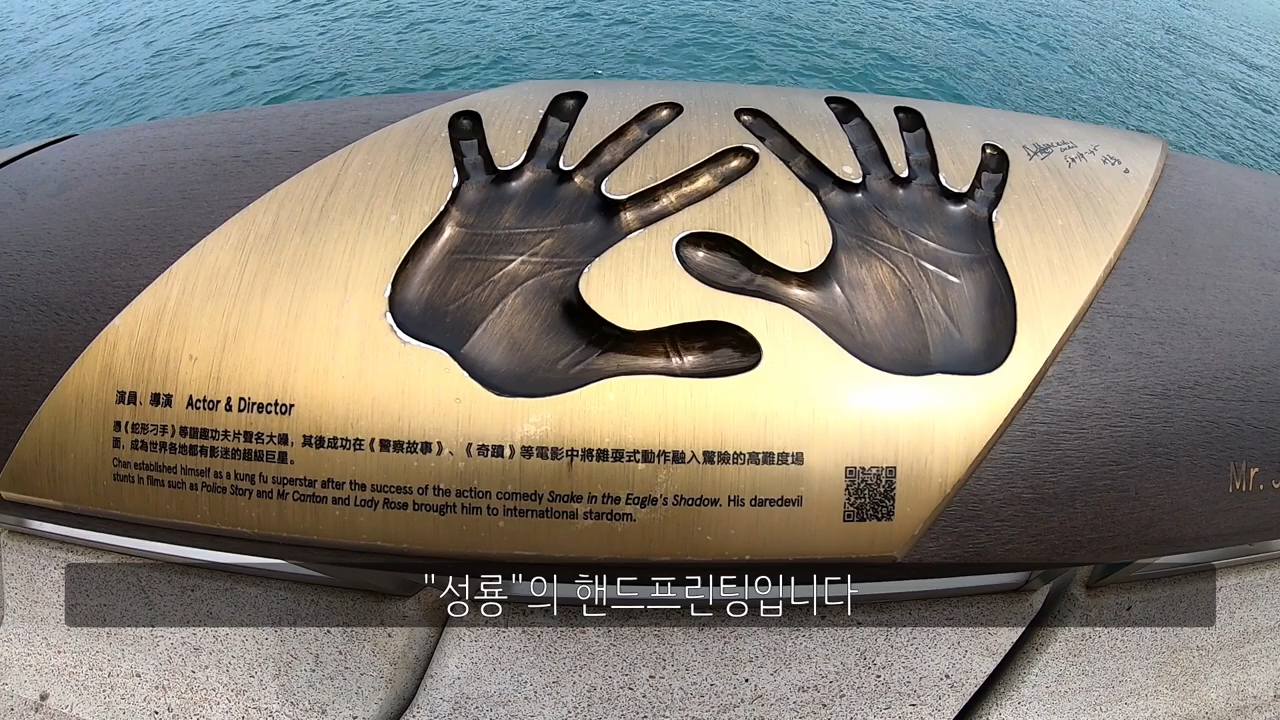 演員、導演 Actor & Director
憑《蛇形刁手》等諧趣功夫片聲名大噪，其後成功在《警察故事》、《奇蹟》等電影中將雜耍式動作融入驚險的高難度場
面，成為世界各地都有影迷的超級巨星。
Chan established himself as a kung fu superstar after the success of the action comedy Snake in the Eagle's Shadow. His daredevil
stunts in films such as Police Story and Mr Canton and Lady Rose brought him to international stardom.
Mr.
"성룡"의 핸드프린팅입니다